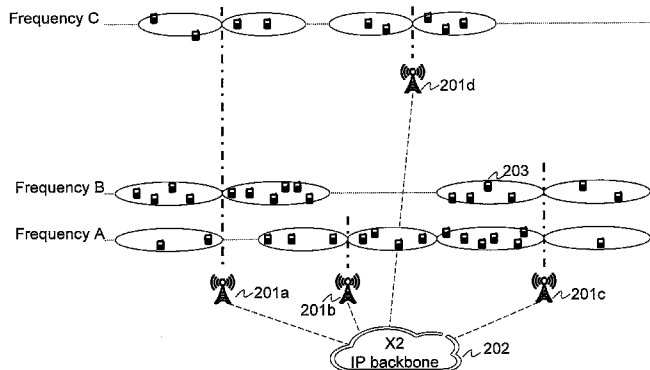 Frequency C
201d
203
Frequency B
Frequency A
201a
201b
201c
X2
IP backbone
202